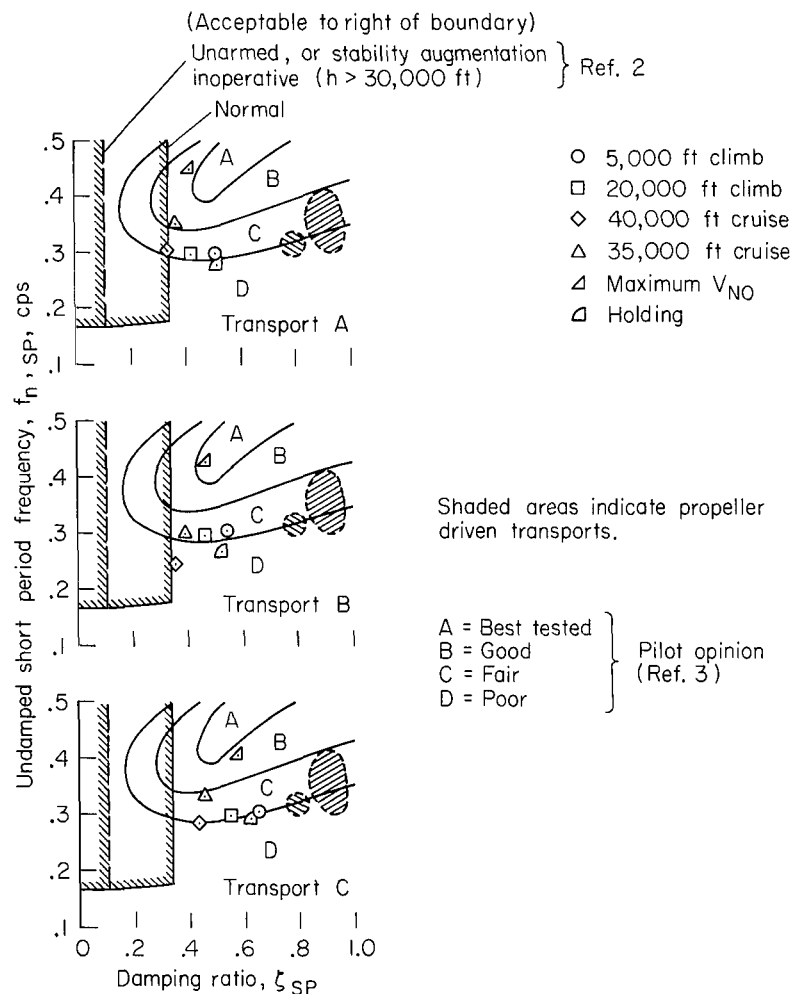 (Acceptable to right of boundary)
Unarmed, or stability augmentation
inoperative (h > 30,000 ft)
Ref. 2
Normal
.5
.4
.3
.2
.1
A
B
C
D
Transport A
○ 5,000 ft climb
□ 20,000 ft climb
◇ 40,000 ft cruise
△ 35,000 ft cruise
Maximum V_NO
Holding
Undamped short period frequency, f_n,SP, cps
.5
.4
.3
.2
.1
A
B
C
D
Transport B
Shaded areas indicate propeller
driven transports.
A = Best tested
B = Good
C = Fair
D = Poor
Pilot opinion
(Ref. 3)
.5
.4
.3
.2
.1
A
B
C
D
Transport C
0 .2 .4 .6 .8 1.0
Damping ratio, ζ_SP